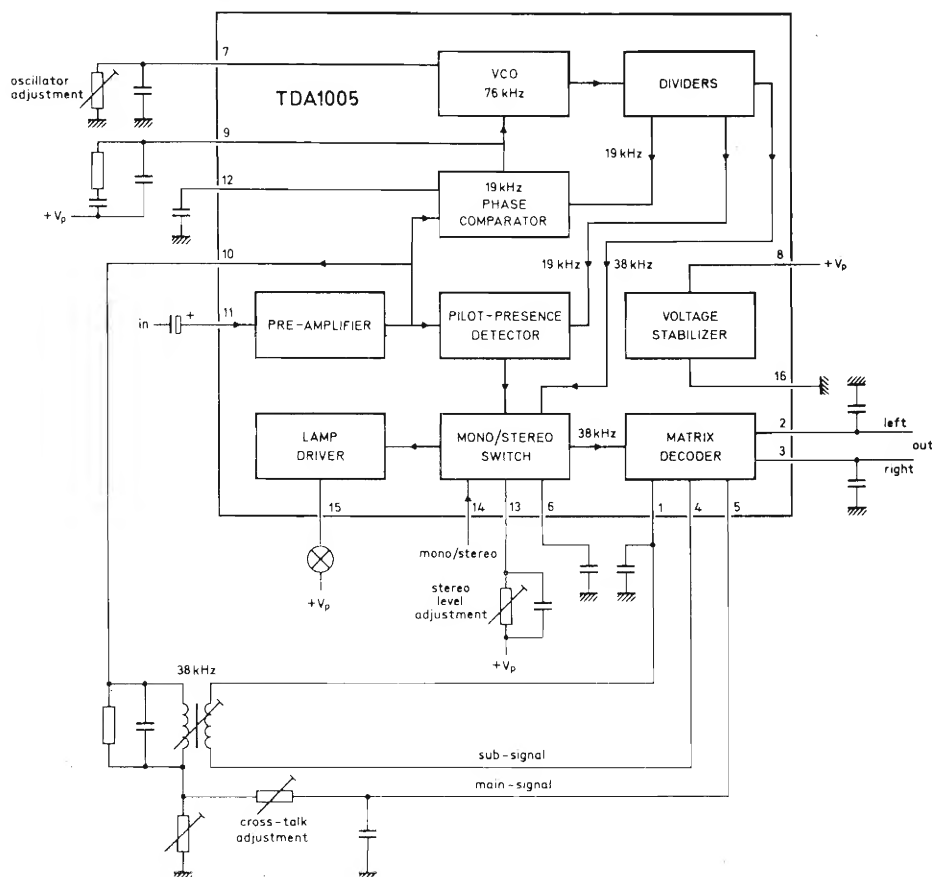 7
oscillator
adjustment
TDA1005
VCO
76 kHz
DIVIDERS
9
19 kHz
12
19 kHz
PHASE
COMPARATOR
+Vp
10
19 kHz
38 kHz
8
+Vp
in
+
11
PRE-AMPLIFIER
PILOT-PRESENCE
DETECTOR
VOLTAGE
STABILIZER
16
LAMP
DRIVER
MONO/STEREO
SWITCH
38kHz
MATRIX
DECODER
2
left
out
3
right
15
14
13
6
1
4
5
mono/stereo
+Vp
stereo
level
adjustment
+Vp
38 kHz
sub-signal
main-signal
cross-talk
adjustment